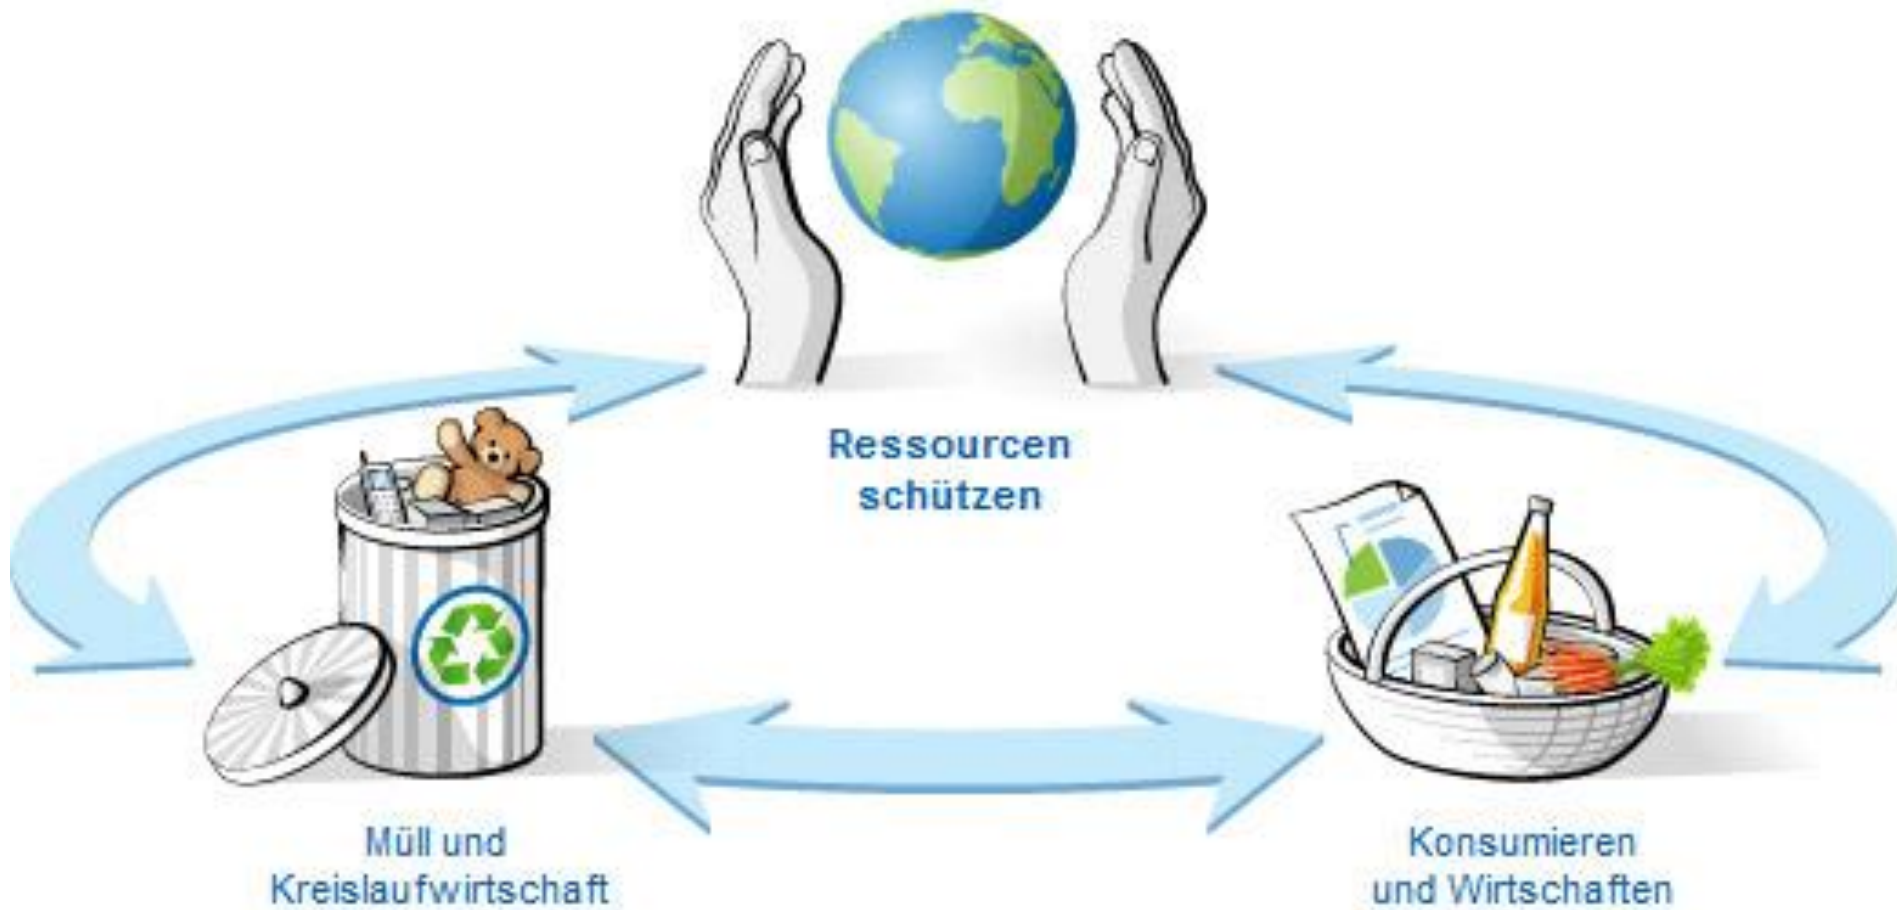 Ressourcen
schützen
Müll und
Kreislaufwirtschaft
Konsumieren
und Wirtschaften